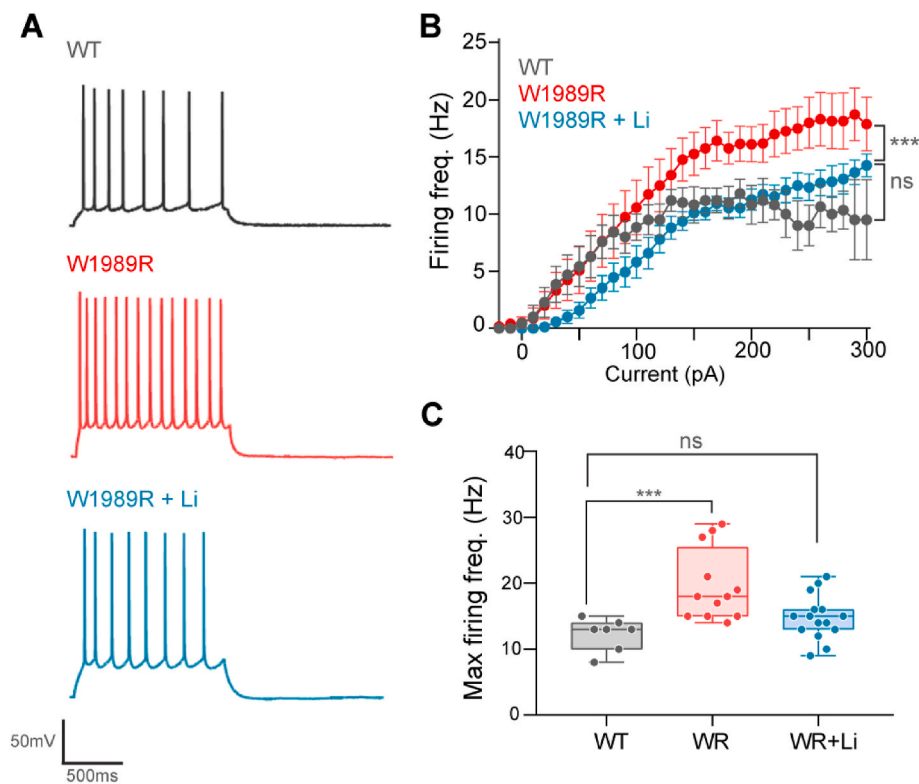 A
WT
W1989R
W1989R + Li
50mV
500ms
B
WT
W1989R
W1989R + Li
Firing freq. (Hz)
25
20
15
10
5
0
0
100
200
300
Current (pA)
***
ns
C
ns
***
Max firing freq. (Hz)
40
30
20
10
0
WT
WR
WR+Li